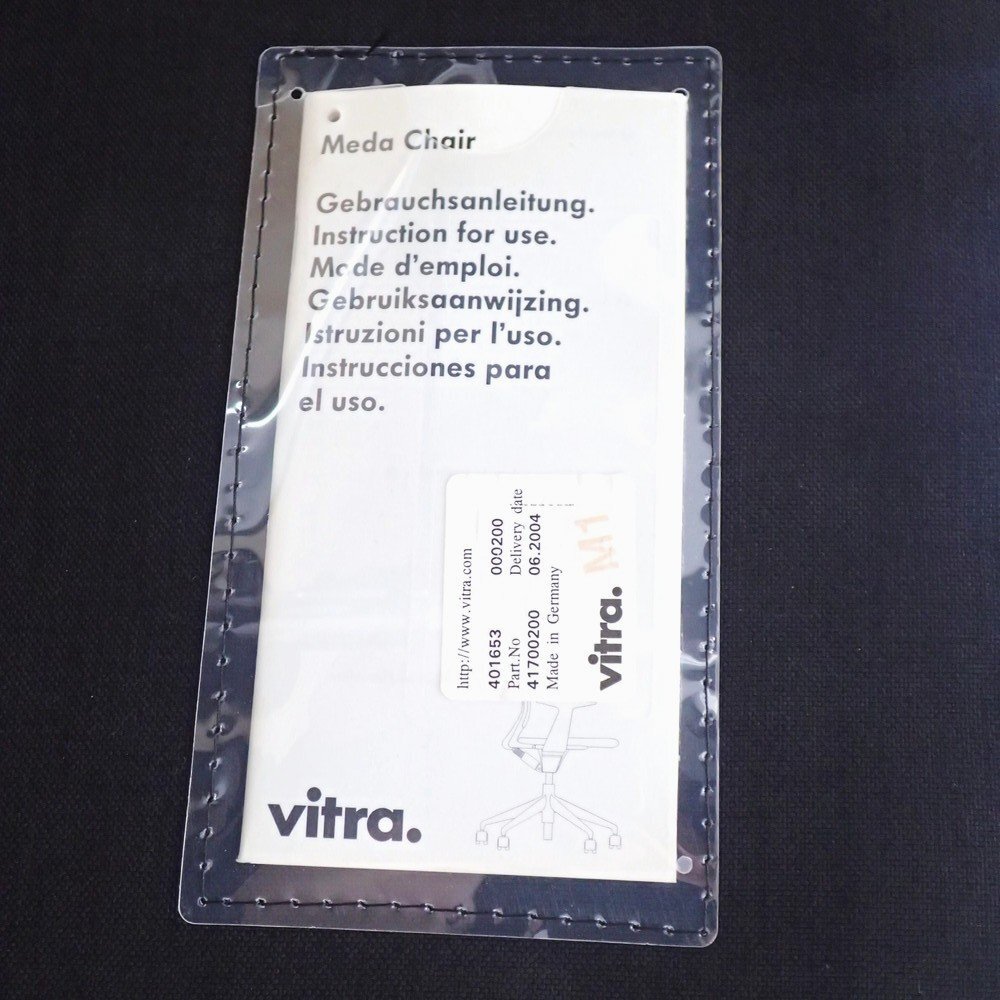 Meda Chair
Gebrauchsanleitung.
Instruction for use.
Mode d'emploi.
Gebruiksaanwijzing.
Istruzioni per l'uso.
Instrucciones para
el uso.
http://www.vitra.com
401653 000200
Part.No Delivery date
41700200 06.2004
Made in Germany
vitra.
M1
vitra.